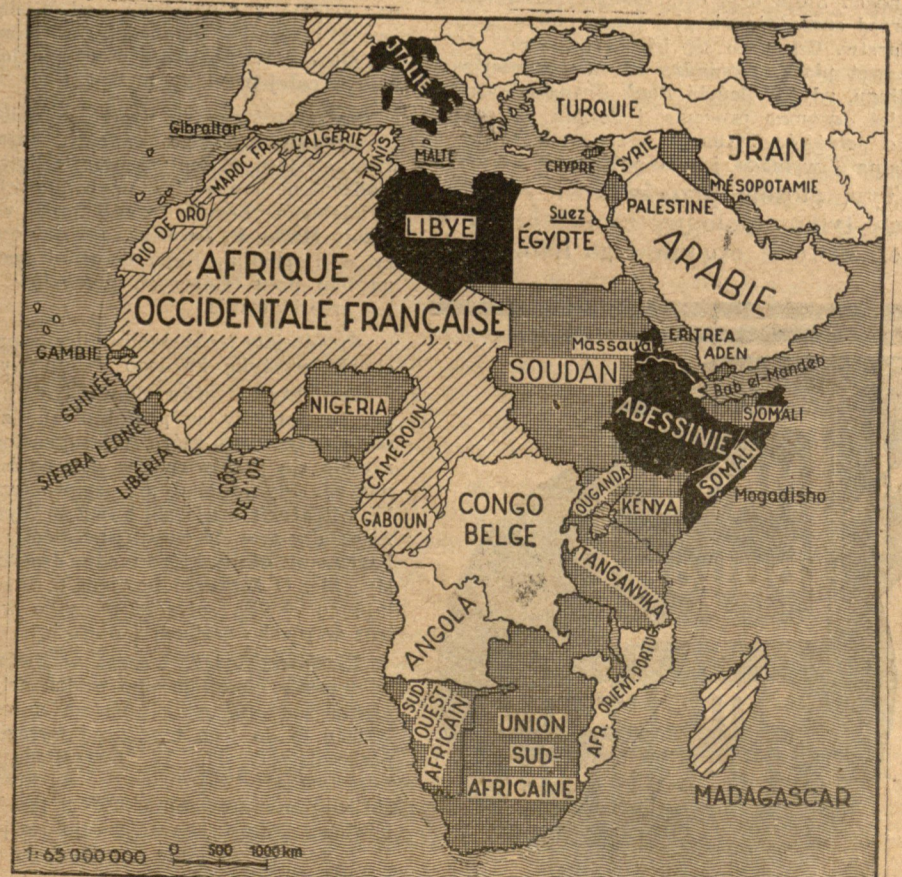 ITALIE
TURQUIE
Gibraltar
MAROC FR.
L'ALGÉRIE
TUNIS
MALTE
CHYPRE
SYRIE
JRAN
MÉSOPOTAMIE
PALESTINE
RIO DE ORO
LIBYE
Suez
ÉGYPTE
ARABIE
AFRIQUE
OCCIDENTALE FRANÇAISE
GAMBIE
GUINÉE
SIERRA LEONE
LIBÉRIA
CÔTE
DE L'OR
NIGERIA
CAMÉROUN
GABOUN
SOUDAN
Massaua
ERITREA
ADEN
Bab el-Mandeb
ABESSINIE
SOMALI
SOMALI
Mogadisho
CONGO
BELGE
OUGANDA
KÉNYA
TANGANYIKA
ANGOLA
AFR. ORIENT. PORTUG.
SUD
OUEST
AFRICAIN
UNION
SUD-
AFRICAINE
MADAGASCAR
1:65 000 000
0 500 1000 km